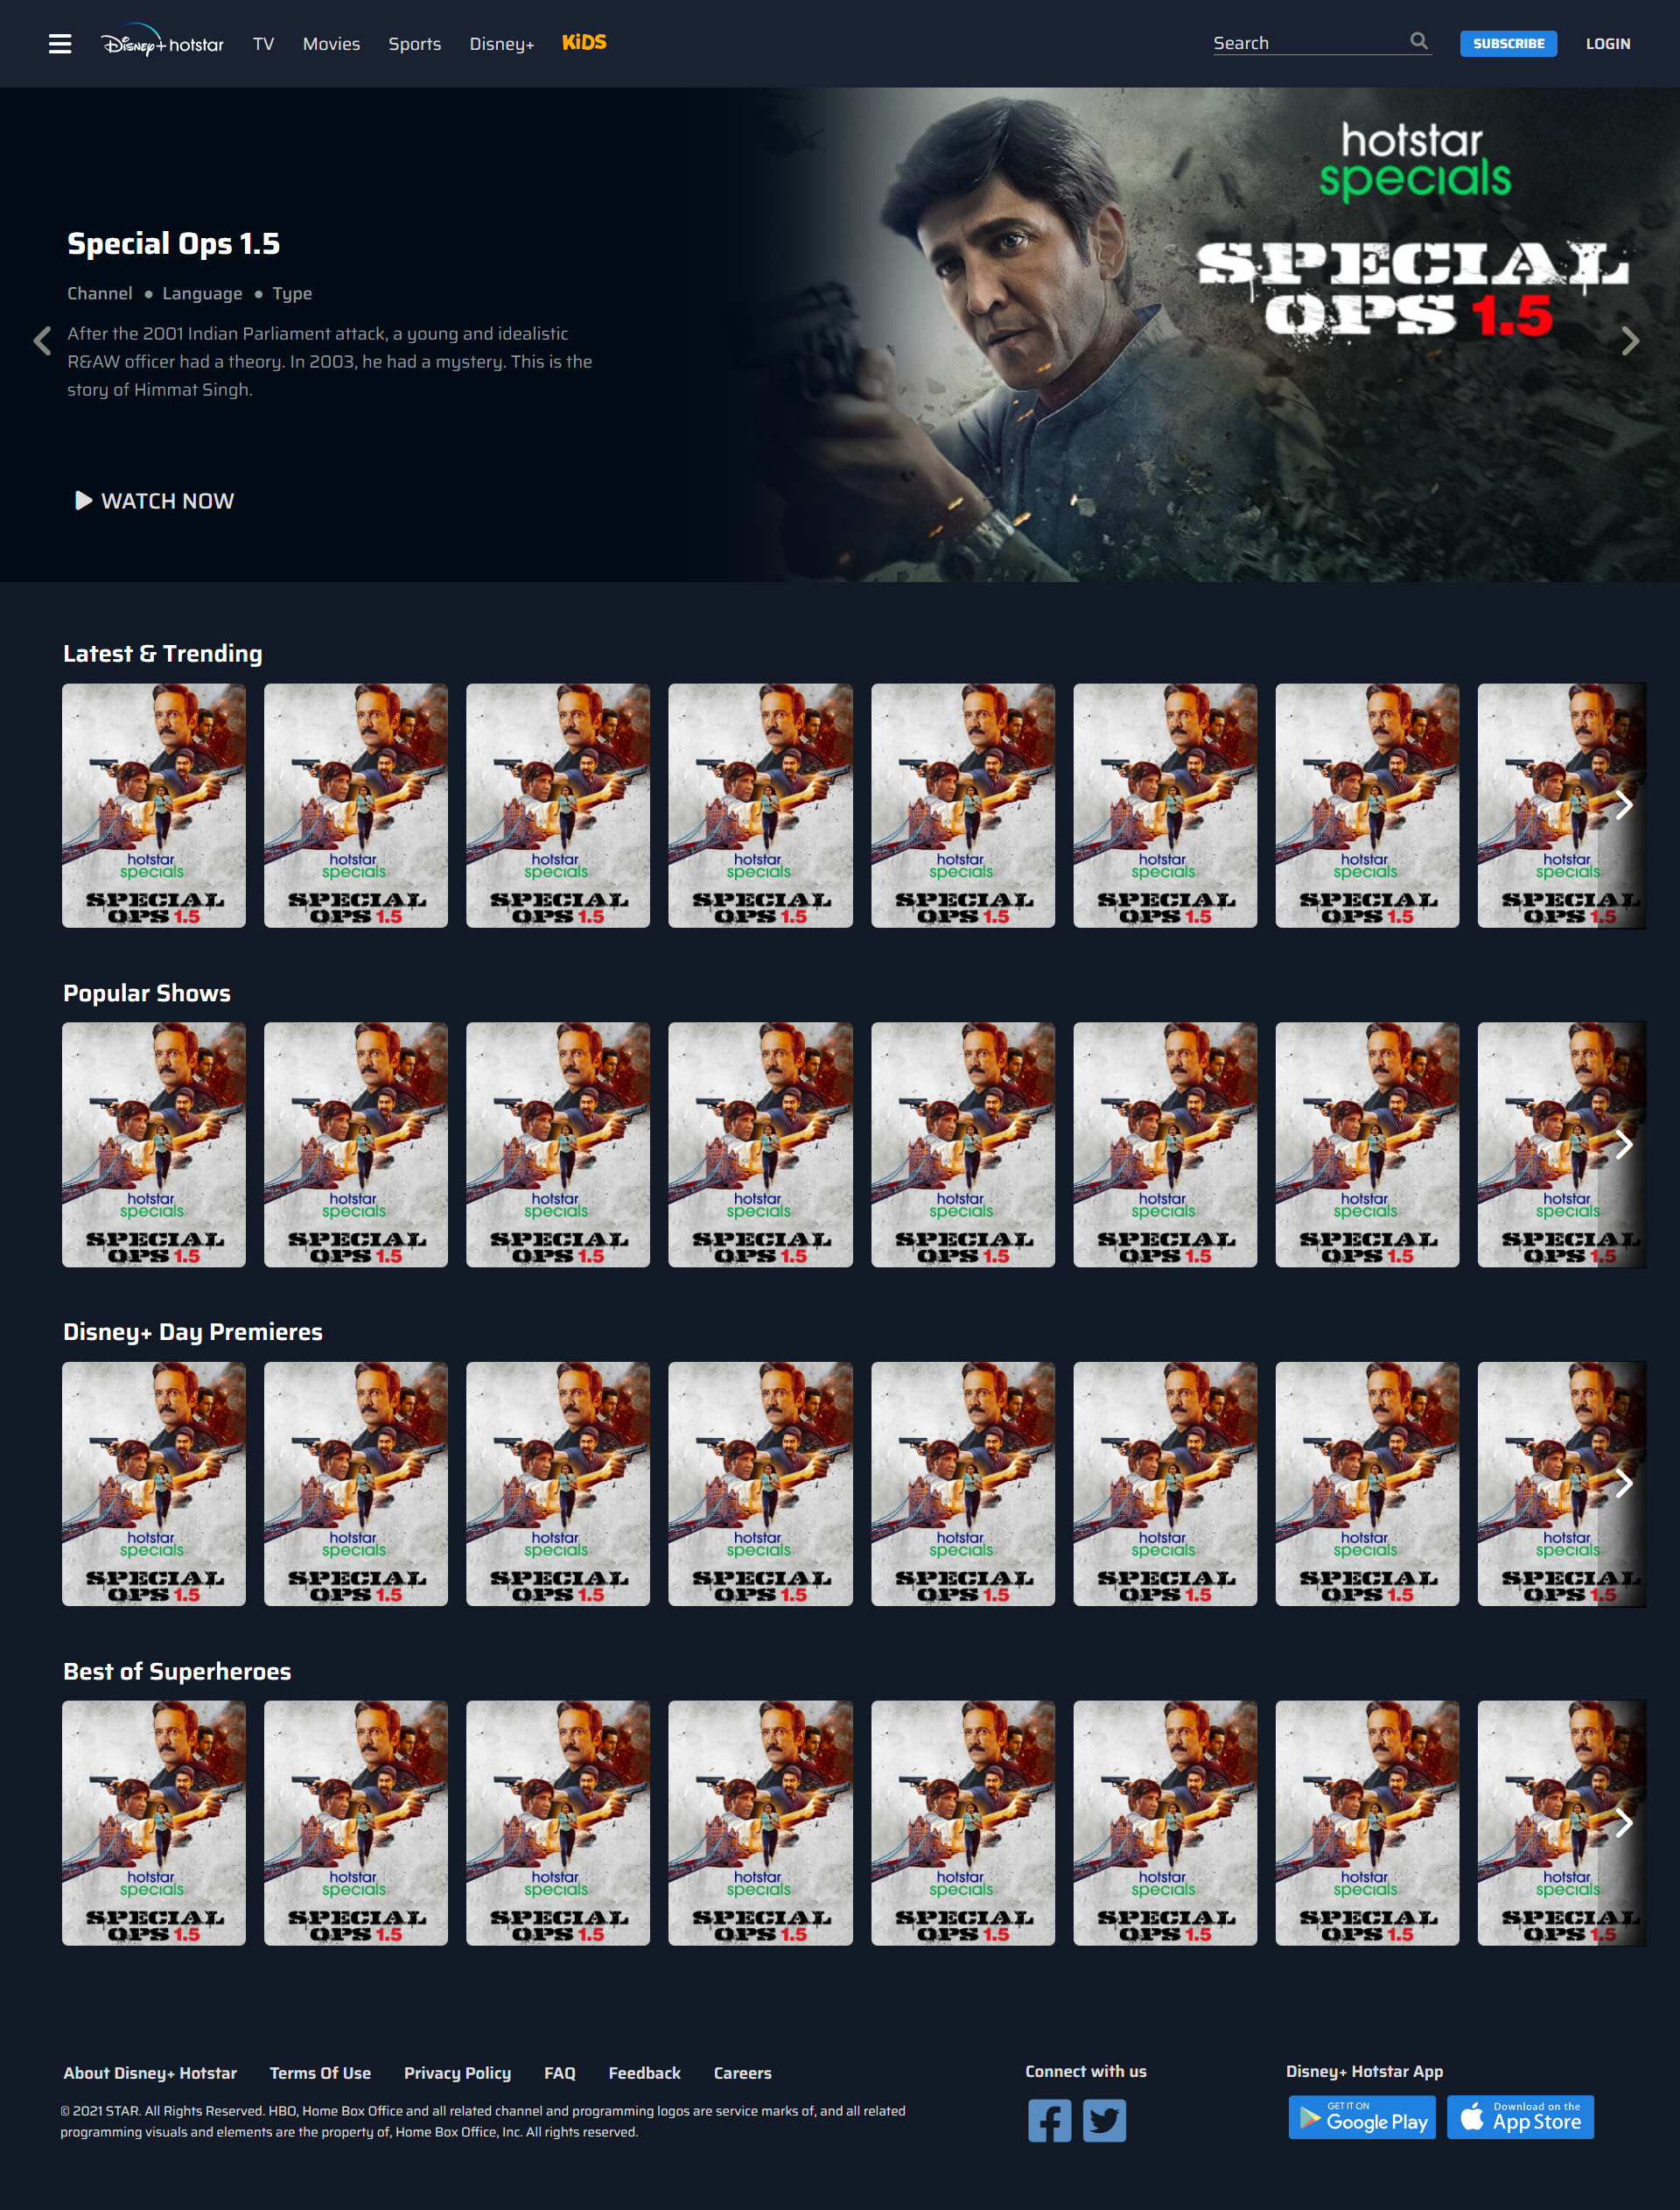 Disney+ hotstar TV Movies Sports Disney+ KiDS Search SUBSCRIBE LOGIN
hotstar
specials
SPECIAL
OPS 1.5
Special Ops 1.5
Channel ● Language ● Type
After the 2001 Indian Parliament attack, a young and idealistic
R&AW officer had a theory. In 2003, he had a mystery. This is the
story of Himmat Singh.
WATCH NOW
Latest & Trending
hotstar hotstar hotstar hotstar hotstar hotstar hotstar hotstar
specials specials specials specials specials specials specials specials
SPECIAL SPECIAL SPECIAL SPECIAL SPECIAL SPECIAL SPECIAL SPECIAL
OPS 1.5 OPS 1.5 OPS 1.5 OPS 1.5 OPS 1.5 OPS 1.5 OPS 1.5 OPS 1.5
Popular Shows
hotstar hotstar hotstar hotstar hotstar hotstar hotstar hotstar
specials specials specials specials specials specials specials specials
SPECIAL SPECIAL SPECIAL SPECIAL SPECIAL SPECIAL SPECIAL SPECIAL
OPS 1.5 OPS 1.5 OPS 1.5 OPS 1.5 OPS 1.5 OPS 1.5 OPS 1.5 OPS 1.5
Disney+ Day Premieres
hotstar hotstar hotstar hotstar hotstar hotstar hotstar hotstar
specials specials specials specials specials specials specials specials
SPECIAL SPECIAL SPECIAL SPECIAL SPECIAL SPECIAL SPECIAL SPECIAL
OPS 1.5 OPS 1.5 OPS 1.5 OPS 1.5 OPS 1.5 OPS 1.5 OPS 1.5 OPS 1.5
Best of Superheroes
hotstar hotstar hotstar hotstar hotstar hotstar hotstar hotstar
specials specials specials specials specials specials specials specials
SPECIAL SPECIAL SPECIAL SPECIAL SPECIAL SPECIAL SPECIAL SPECIAL
OPS 1.5 OPS 1.5 OPS 1.5 OPS 1.5 OPS 1.5 OPS 1.5 OPS 1.5 OPS 1.5
About Disney+ Hotstar Terms Of Use Privacy Policy FAQ Feedback Careers
© 2021 STAR. All Rights Reserved. HBO, Home Box Office and all related channel and programming logos are service marks of, and all related
programming visuals and elements are the property of, Home Box Office, Inc. All rights reserved.
Connect with us
Disney+ Hotstar App
GET IT ON
Google Play
Download on the
App Store